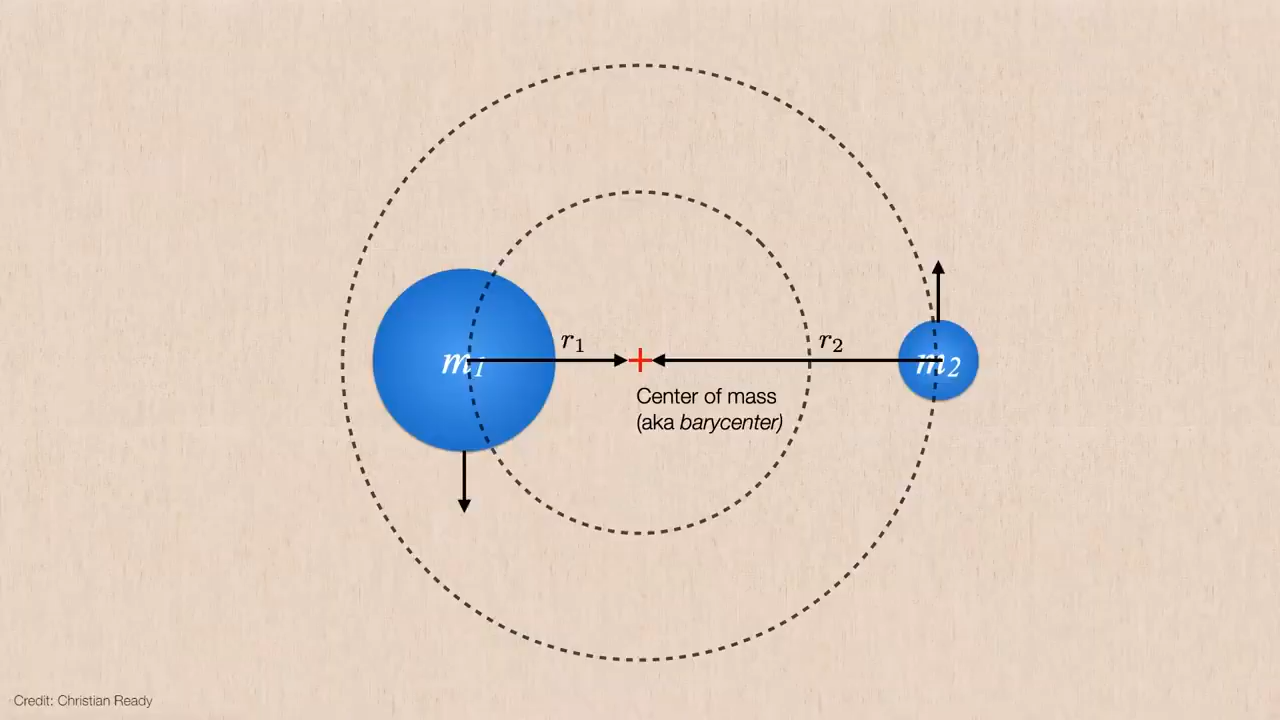 r1
r2
m1
m2
Center of mass
(aka barycenter)
Credit: Christian Ready